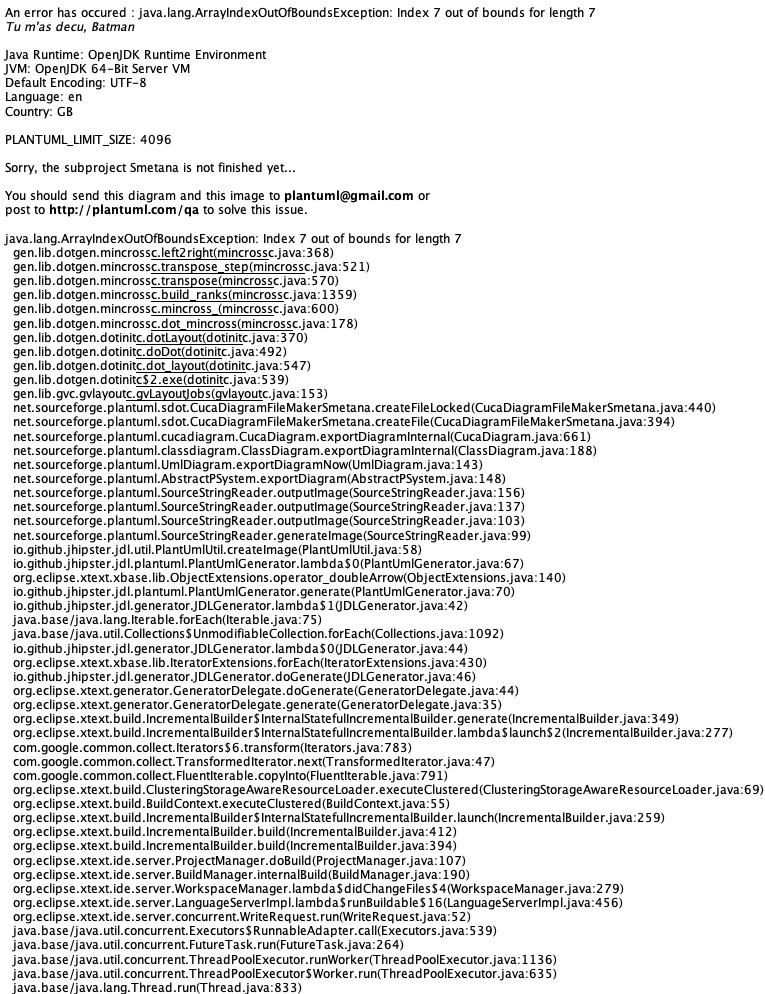 An error has occured : java.lang.ArrayIndexOutOfBoundsException: Index 7 out of bounds for length 7
Tu m'as decu, Batman
Java Runtime: OpenJDK Runtime Environment
JVM: OpenJDK 64-Bit Server VM
Default Encoding: UTF-8
Language: en
Country: GB
PLANTUML_LIMIT_SIZE: 4096
Sorry, the subproject Smetana is not finished yet...
You should send this diagram and this image to plantuml@gmail.com or
post to http://plantuml.com/qa to solve this issue.
java.lang.ArrayIndexOutOfBoundsException: Index 7 out of bounds for length 7
gen.lib.dotgen.mincrossc.left2right(mincrossc.java:368)
gen.lib.dotgen.mincrossc.transpose_step(mincrossc.java:521)
gen.lib.dotgen.mincrossc.transpose(mincrossc.java:570)
gen.lib.dotgen.mincrossc.build_ranks(mincrossc.java:1359)
gen.lib.dotgen.mincrossc.mincross_(mincrossc.java:600)
gen.lib.dotgen.mincrossc.dot_mincross(mincrossc.java:178)
gen.lib.dotgen.dotinitc.dotLayout(dotinitc.java:370)
gen.lib.dotgen.dotinitc.doDot(dotinitc.java:492)
gen.lib.dotgen.dotinitc.dot_layout(dotinitc.java:547)
gen.lib.dotgen.dotinitc$2.exe(dotinitc.java:539)
gen.lib.gvc.gvlayoutc.gvLayoutJobs(gvlayoutc.java:153)
net.sourceforge.plantuml.sdot.CucaDiagramFileMakerSmetana.createFileLocked(CucaDiagramFileMakerSmetana.java:440)
net.sourceforge.plantuml.sdot.CucaDiagramFileMakerSmetana.createFile(CucaDiagramFileMakerSmetana.java:394)
net.sourceforge.plantuml.cucadiagram.CucaDiagram.exportDiagramInternal(CucaDiagram.java:661)
net.sourceforge.plantuml.classdiagram.ClassDiagram.exportDiagramInternal(ClassDiagram.java:188)
net.sourceforge.plantuml.UmlDiagram.exportDiagramNow(UmlDiagram.java:143)
net.sourceforge.plantuml.AbstractPSystem.exportDiagram(AbstractPSystem.java:148)
net.sourceforge.plantuml.SourceStringReader.outputImage(SourceStringReader.java:156)
net.sourceforge.plantuml.SourceStringReader.outputImage(SourceStringReader.java:137)
net.sourceforge.plantuml.SourceStringReader.outputImage(SourceStringReader.java:103)
net.sourceforge.plantuml.SourceStringReader.generateImage(SourceStringReader.java:99)
io.github.jhipster.jdl.util.PlantUmlUtil.createImage(PlantUmlUtil.java:58)
io.github.jhipster.jdl.plantuml.PlantUmlGenerator.lambda$0(PlantUmlGenerator.java:67)
org.eclipse.xtext.xbase.lib.ObjectExtensions.operator_doubleArrow(ObjectExtensions.java:140)
io.github.jhipster.jdl.plantuml.PlantUmlGenerator.generate(PlantUmlGenerator.java:70)
io.github.jhipster.jdl.generator.JDLGenerator.lambda$1(JDLGenerator.java:42)
java.base/java.lang.Iterable.forEach(Iterable.java:75)
java.base/java.util.Collections$UnmodifiableCollection.forEach(Collections.java:1092)
io.github.jhipster.jdl.generator.JDLGenerator.lambda$0(JDLGenerator.java:44)
org.eclipse.xtext.xbase.lib.IteratorExtensions.forEach(IteratorExtensions.java:430)
io.github.jhipster.jdl.generator.JDLGenerator.doGenerate(JDLGenerator.java:46)
org.eclipse.xtext.generator.GeneratorDelegate.doGenerate(GeneratorDelegate.java:44)
org.eclipse.xtext.generator.GeneratorDelegate.generate(GeneratorDelegate.java:35)
org.eclipse.xtext.build.IncrementalBuilder$InternalStatefulIncrementalBuilder.generate(IncrementalBuilder.java:349)
org.eclipse.xtext.build.IncrementalBuilder$InternalStatefulIncrementalBuilder.lambda$launch$2(IncrementalBuilder.java:277)
com.google.common.collect.Iterators$6.transform(Iterators.java:783)
com.google.common.collect.TransformedIterator.next(TransformedIterator.java:47)
com.google.common.collect.FluentIterable.copyInto(FluentIterable.java:791)
org.eclipse.xtext.build.ClusteringStorageAwareResourceLoader.executeClustered(ClusteringStorageAwareResourceLoader.java:69)
org.eclipse.xtext.build.BuildContext.executeClustered(BuildContext.java:55)
org.eclipse.xtext.build.IncrementalBuilder$InternalStatefulIncrementalBuilder.launch(IncrementalBuilder.java:259)
org.eclipse.xtext.build.IncrementalBuilder.build(IncrementalBuilder.java:412)
org.eclipse.xtext.build.IncrementalBuilder.build(IncrementalBuilder.java:394)
org.eclipse.xtext.ide.server.ProjectManager.doBuild(ProjectManager.java:107)
org.eclipse.xtext.ide.server.BuildManager.internalBuild(BuildManager.java:190)
org.eclipse.xtext.ide.server.WorkspaceManager.lambda$didChangeFiles$4(WorkspaceManager.java:279)
org.eclipse.xtext.ide.server.LanguageServerImpl.lambda$runBuildable$16(LanguageServerImpl.java:456)
org.eclipse.xtext.ide.server.concurrent.WriteRequest.run(WriteRequest.java:52)
java.base/java.util.concurrent.Executors$RunnableAdapter.call(Executors.java:539)
java.base/java.util.concurrent.FutureTask.run(FutureTask.java:264)
java.base/java.util.concurrent.ThreadPoolExecutor.runWorker(ThreadPoolExecutor.java:1136)
java.base/java.util.concurrent.ThreadPoolExecutor$Worker.run(ThreadPoolExecutor.java:635)
java.base/java.lang.Thread.run(Thread.java:833)